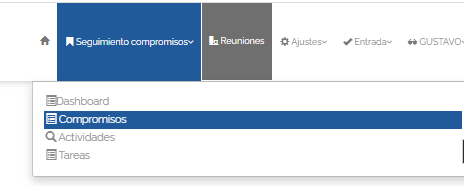 Seguimiento compromisos Reuniones Ajustes Entrada GUSTAVO
Dashboard
Compromisos
Actividades
Tareas